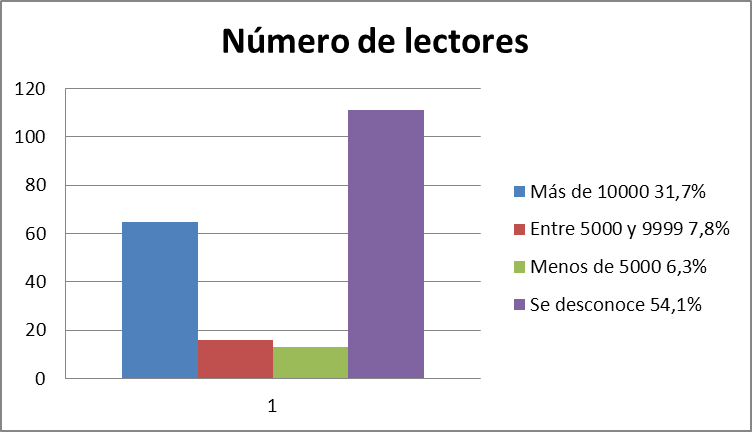 Número de lectores
120
100
80
60
40
20
0
1
Más de 10000 31,7%
Entre 5000 y 9999 7,8%
Menos de 5000 6,3%
Se desconoce 54,1%